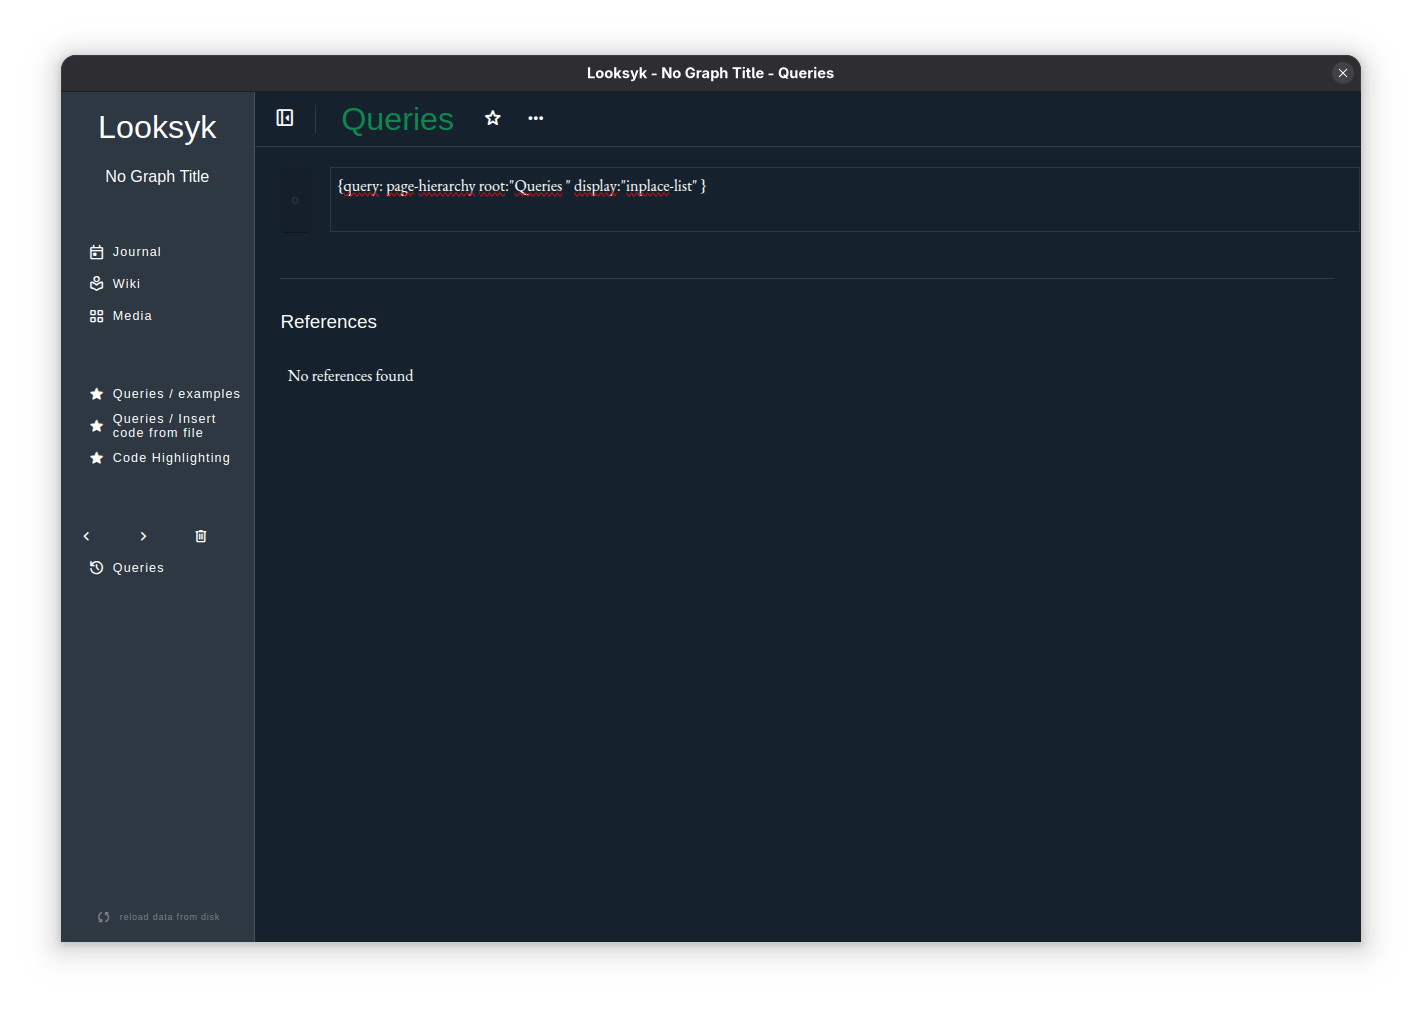 Looksyk - No Graph Title - Queries
Looksyk
No Graph Title
Journal
Wiki
Media
Queries / examples
Queries / Insert
code from file
Code Highlighting
Queries
reload data from disk
Queries
{query: page-hierarchy root:"Queries " display:"inplace-list" }
References
No references found